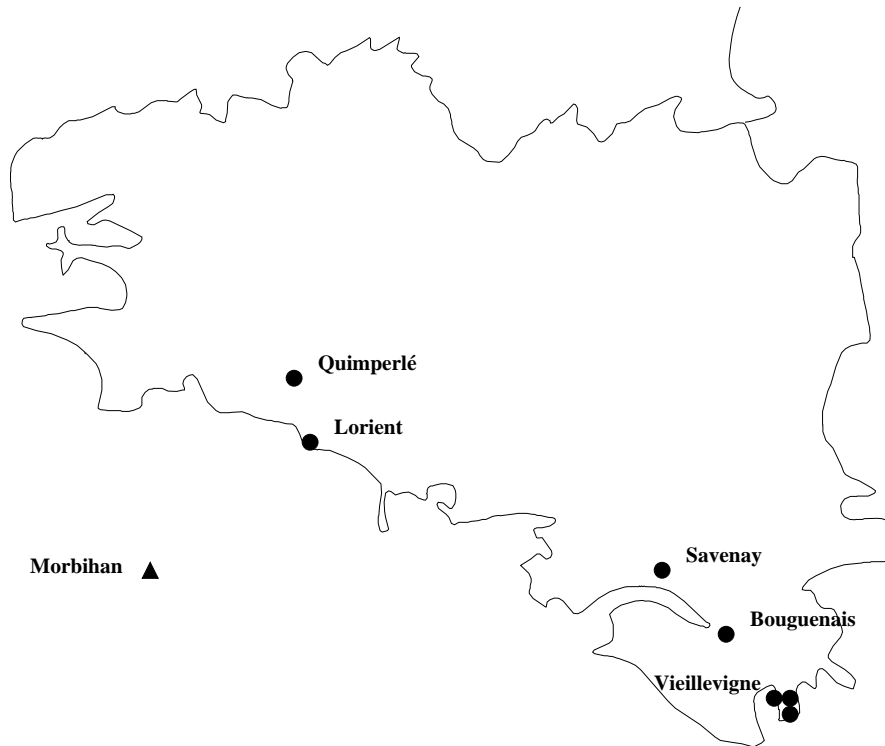 Quimperlé
Lorient
Morbihan
Savenay
Bouguenais
Vieillevigne